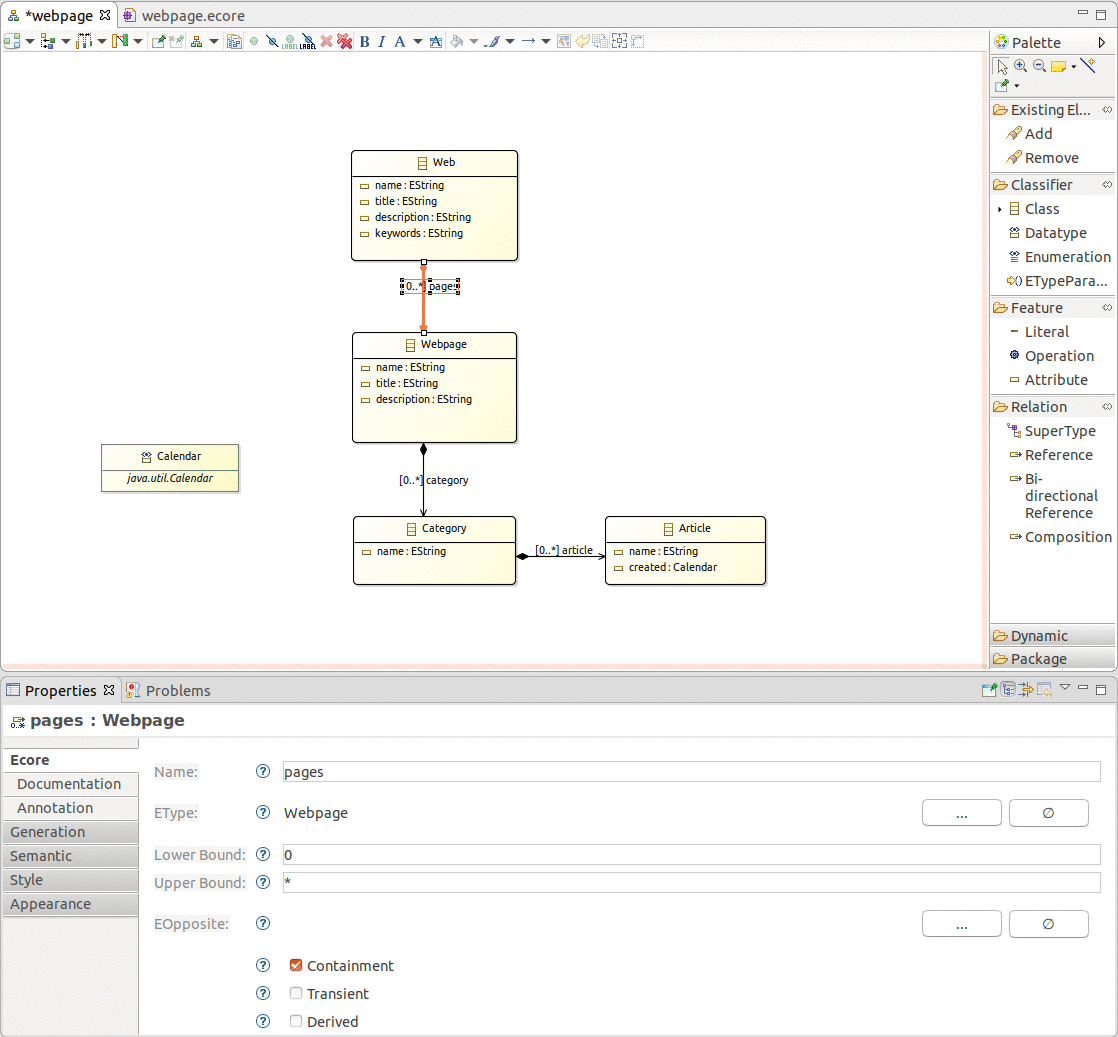 *webpage
webpage.ecore
LABEL LABEL B I A A
Palette
Existing El...
Add
Remove
Classifier
Class
Datatype
Enumeration
ETypePara...
Feature
Literal
Operation
Attribute
Relation
SuperType
Reference
Bi-
directional
Reference
Composition
Dynamic
Package
Web
name : EString
title : EString
description : EString
keywords : EString
[0..*] pages
Webpage
name : EString
title : EString
description : EString
Calendar
java.util.Calendar
[0..*] category
Category
name : EString
[0..*] article
Article
name : EString
created : Calendar
Properties
Problems
pages : Webpage
Ecore
Documentation
Annotation
Generation
Semantic
Style
Appearance
Name: ? pages
EType: ? Webpage ... ∅
Lower Bound: ? 0
Upper Bound: ? *
EOpposite: ? ... ∅
? Containment
? Transient
? Derived